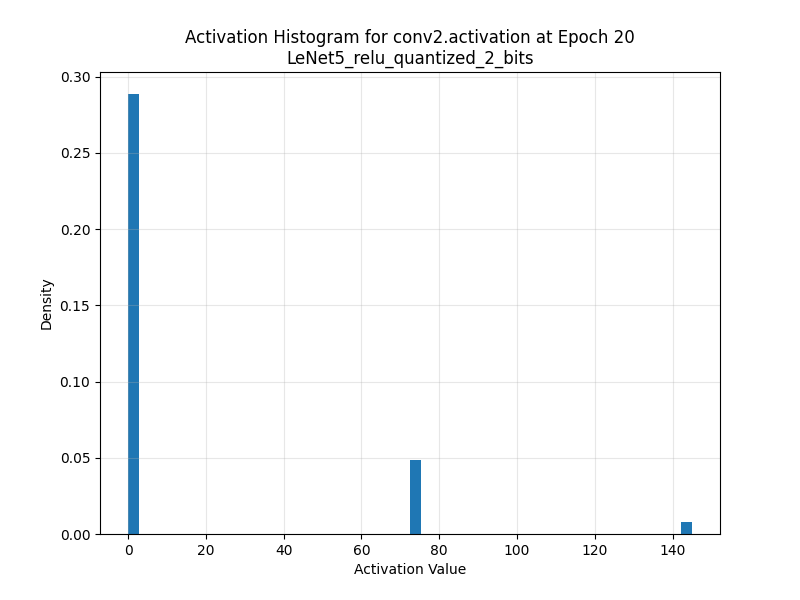 Activation Histogram for conv2.activation at Epoch 20
LeNet5_relu_quantized_2_bits
0.30
0.25
0.20
0.15
0.10
0.05
0.00
Density
0 20 40 60 80 100 120 140
Activation Value